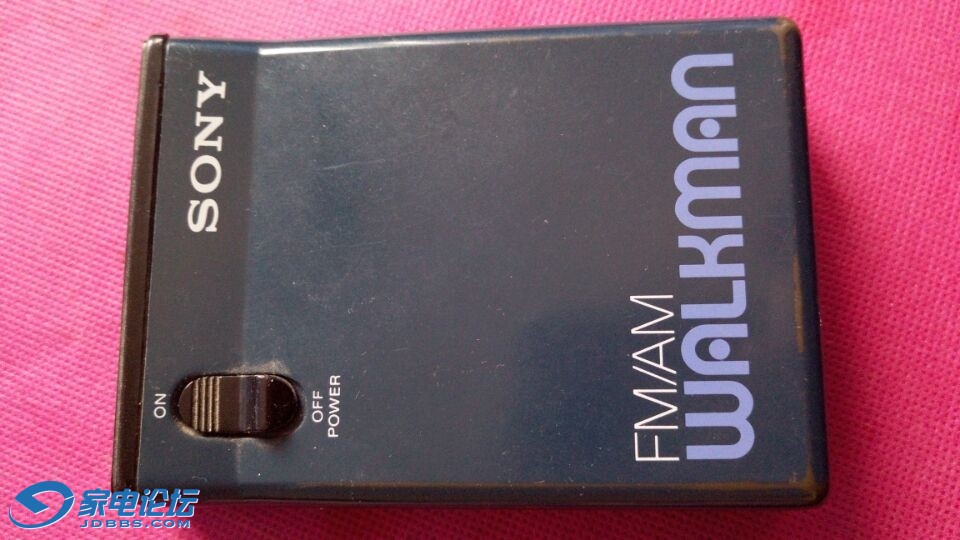 SONY
ON
OFF
POWER
FM/AM
WALKMAN
家电论坛
JDBBS.COM